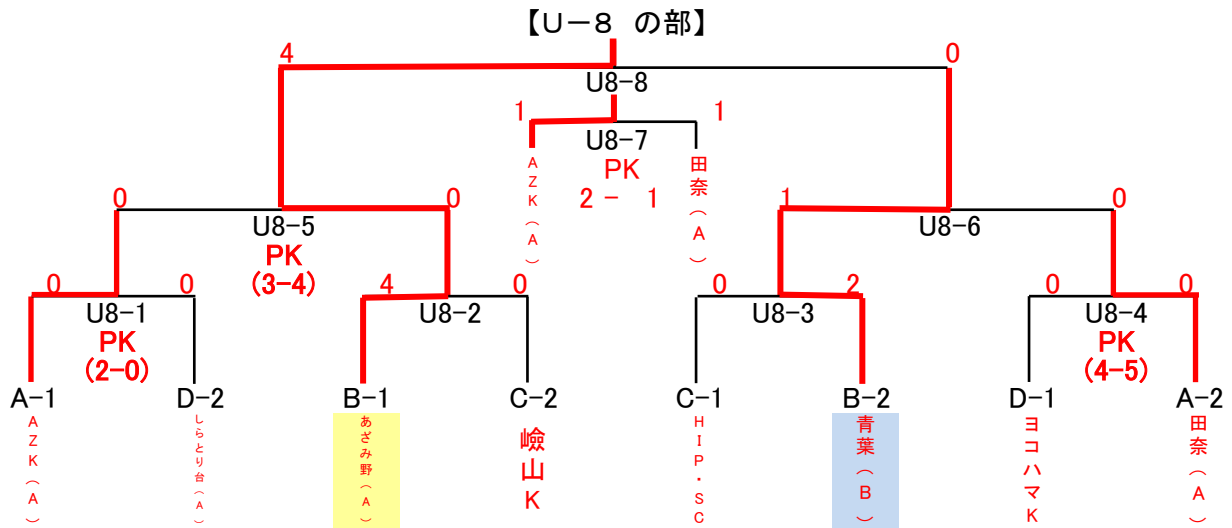 【U－8 の部】
4 0
U8-8
1 1
U8-7
PK
2 - 1
AZK(A)
田奈(A)
0 0
U8-5
PK
(3-4)
1 0
U8-6
0 0
U8-1
PK
(2-0)
4 0
U8-2
0 2
U8-3
0 0
U8-4
PK
(4-5)
A-1 D-2 B-1 C-2 C-1 B-2 D-1 A-2
AZK(A)
しらとり台(A)
あざみ野(A)
嶮山K
HIP・SC
青葉(B)
ヨコハマK
田奈(A)